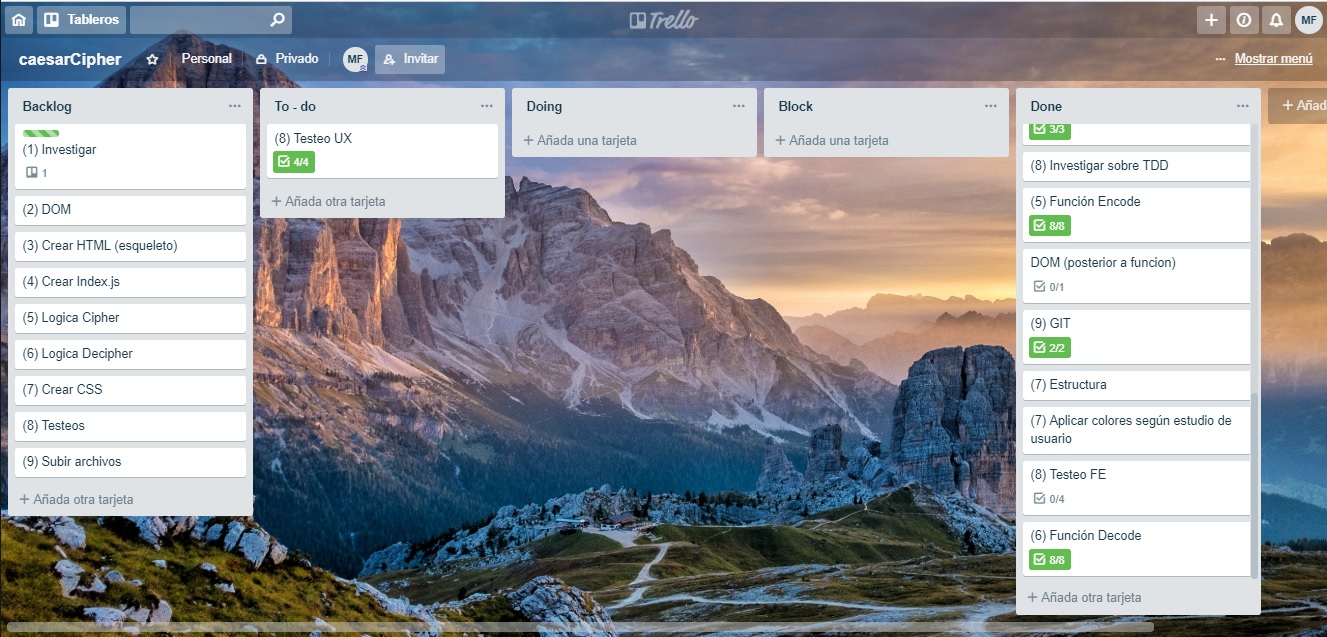 Tableros
Trello
MF
caesarCipher
Personal
Privado
MF
Invitar
··· Mostrar menú
Backlog ···
(1) Investigar
1
(2) DOM
(3) Crear HTML (esqueleto)
(4) Crear Index.js
(5) Logica Cipher
(6) Logica Decipher
(7) Crear CSS
(8) Testeos
(9) Subir archivos
+ Añada otra tarjeta
To - do ···
(8) Testeo UX
4/4
+ Añada otra tarjeta
Doing ···
+ Añada una tarjeta
Block ···
+ Añada una tarjeta
Done ···
3/3
(8) Investigar sobre TDD
(5) Función Encode
8/8
DOM (posterior a funcion)
0/1
(9) GIT
2/2
(7) Estructura
(7) Aplicar colores según estudio de
usuario
(8) Testeo FE
0/4
(6) Función Decode
8/8
+ Añada otra tarjeta
+ Añad